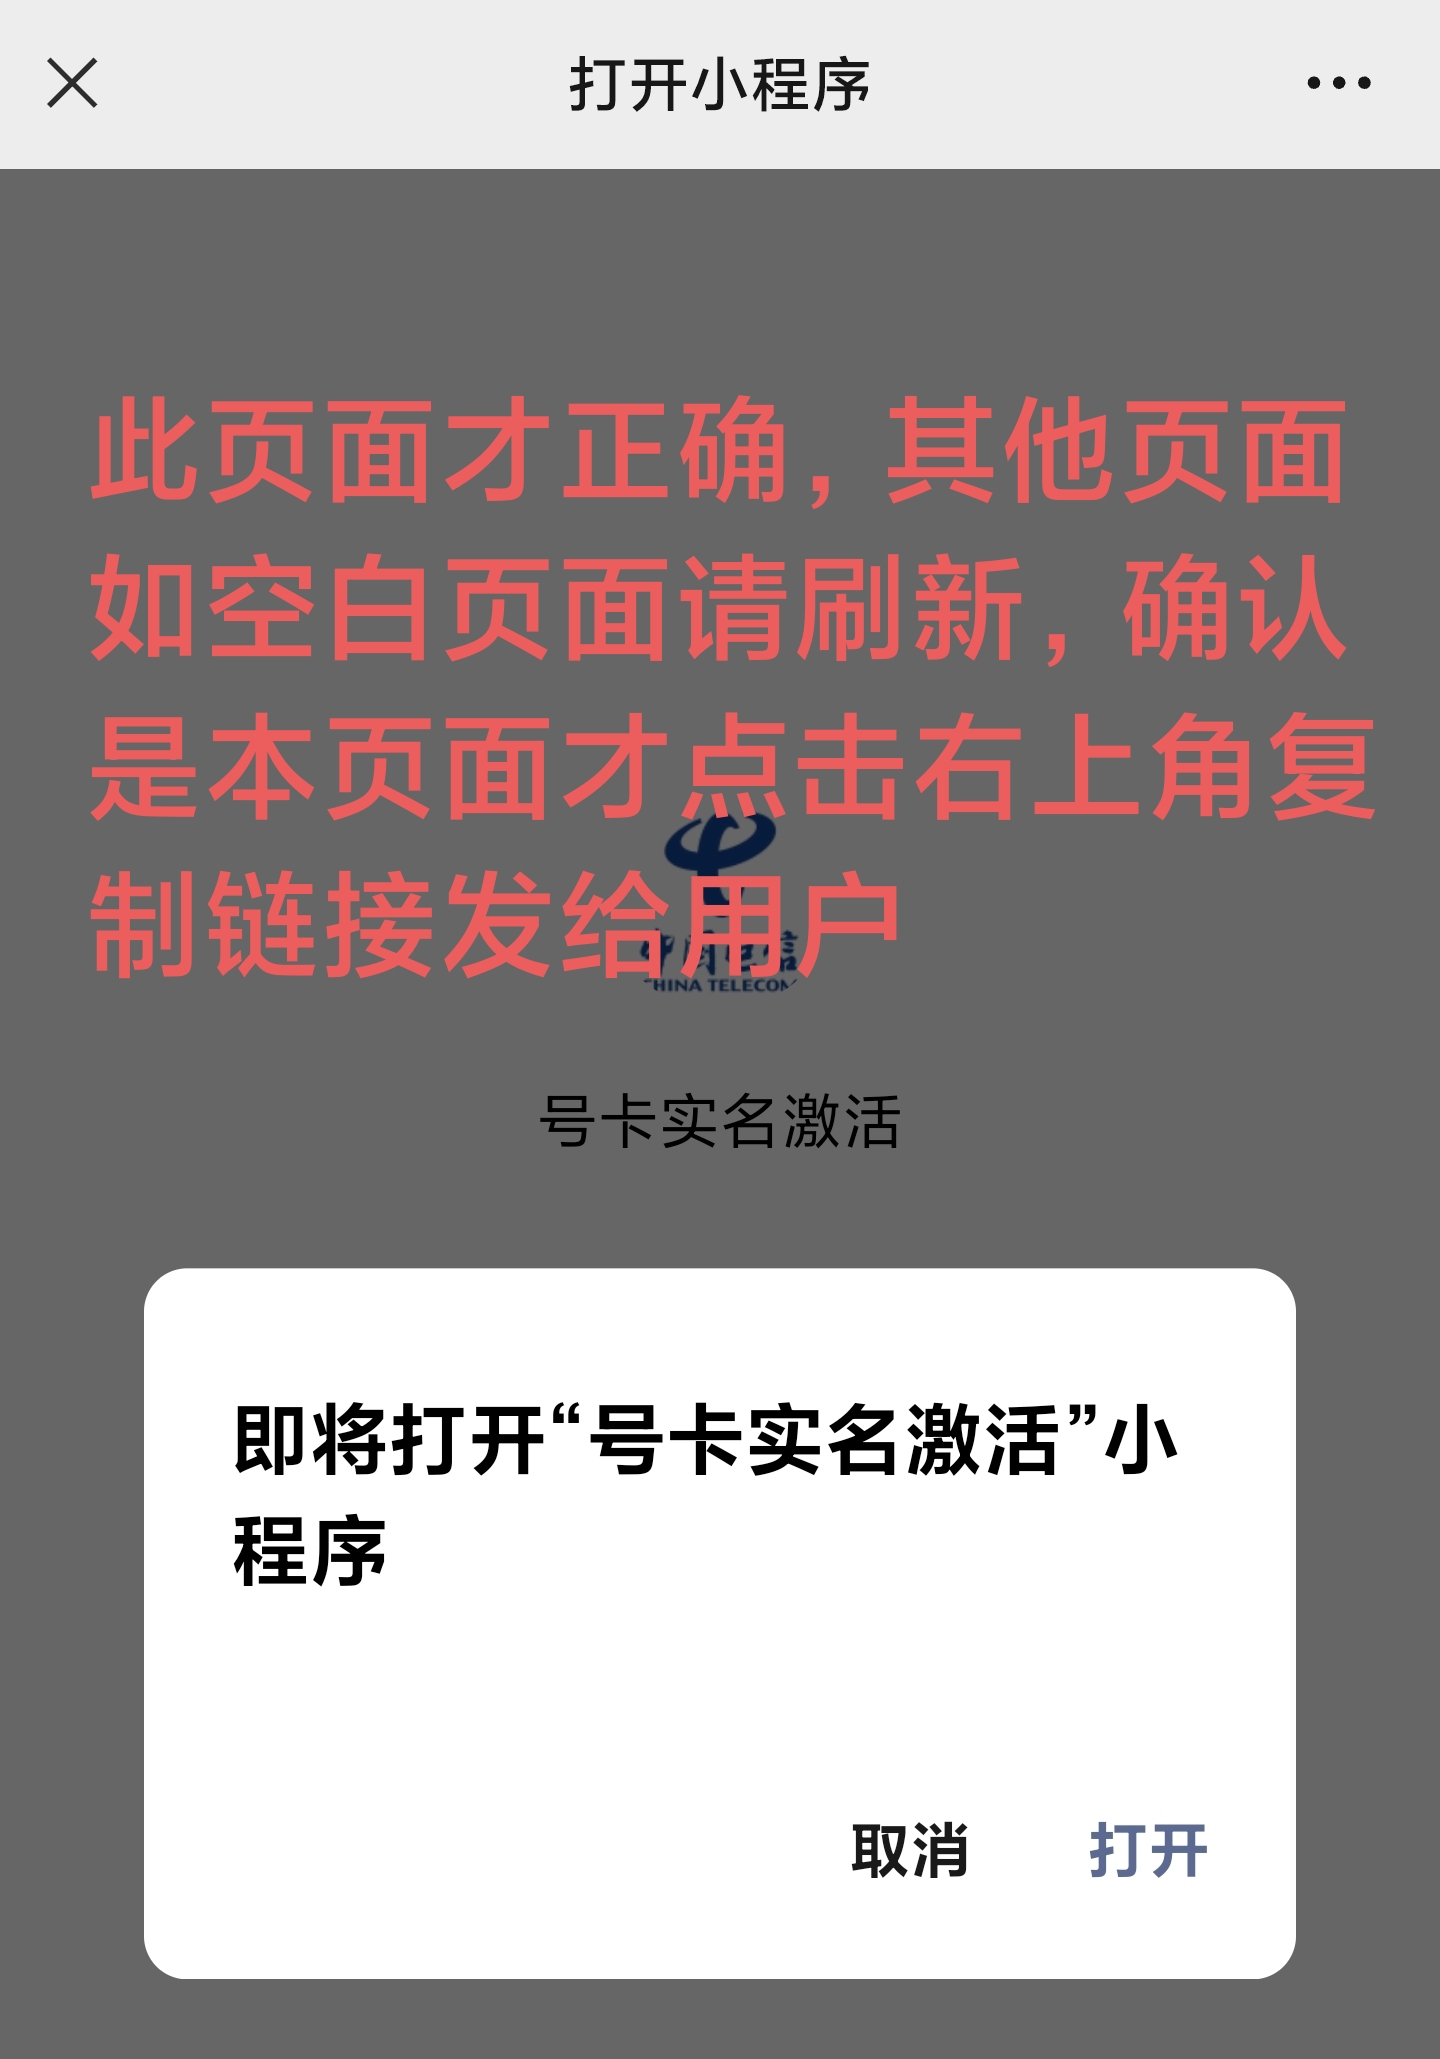 打开小程序
此页面才正确，其他页面
如空白页面请刷新，确认
是本页面才点击右上角复
制链接发给用户
中国电信
CHINA TELECOM
号卡实名激活
即将打开“号卡实名激活”小
程序
取消 打开